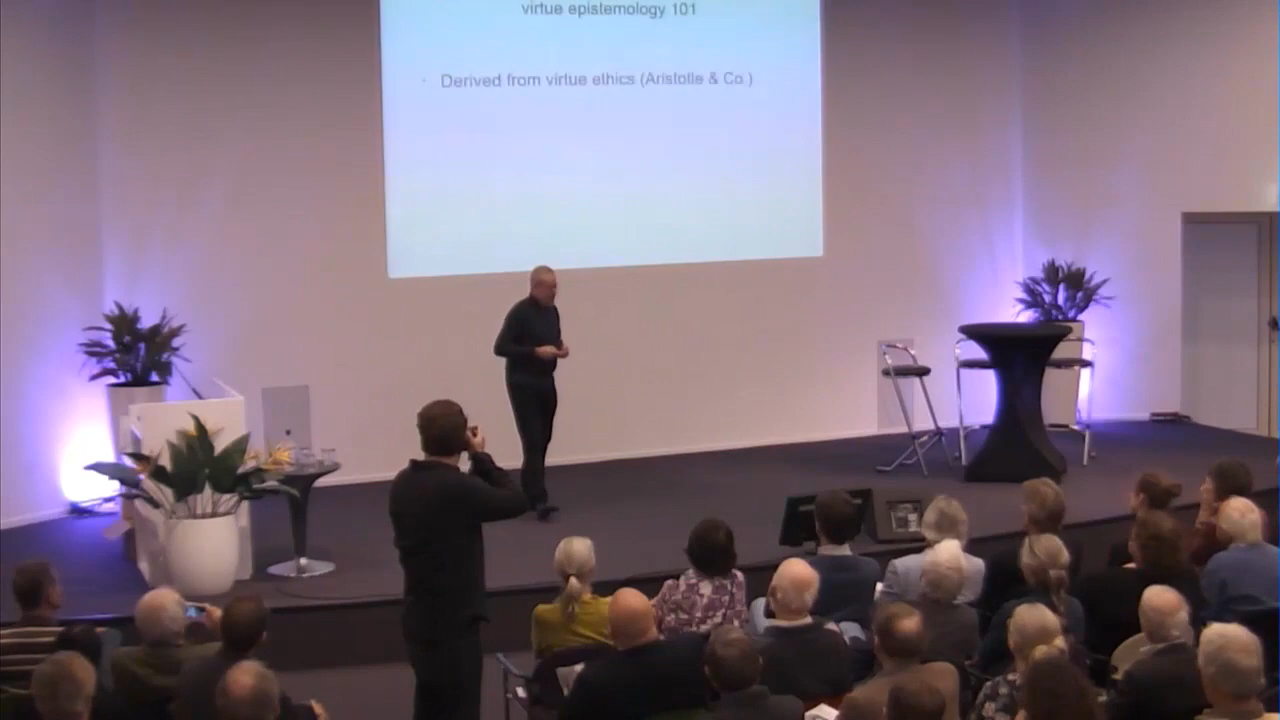 virtue epistemology 101
· Derived from virtue ethics (Aristotle & Co.)